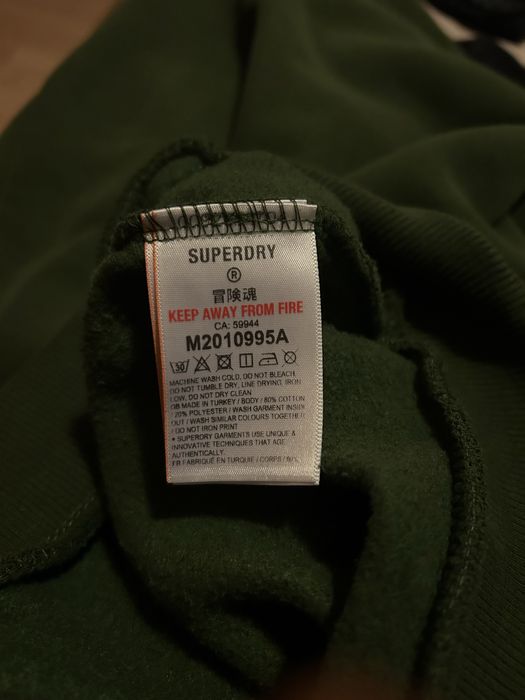 SUPERDRY
®
冒険魂
KEEP AWAY FROM FIRE
CA: 59944
M2010995A
30
MACHINE WASH COLD, DO NOT BLEACH,
DO NOT TUMBLE DRY, LINE DRYING, IRON
LOW, DO NOT DRY CLEAN
GB MADE IN TURKEY / BODY / 80% COTTON
20% POLYESTER / WASH GARMENT INSIDE
OUT / WASH SIMILAR COLOURS TOGETHER
/ DO NOT IRON PRINT
• SUPERDRY GARMENTS USE UNIQUE &
INNOVATIVE TECHNIQUES THAT AGE
AUTHENTICALLY.
FR FABRIQUÉ EN TURQUIE / CORPS / 80%